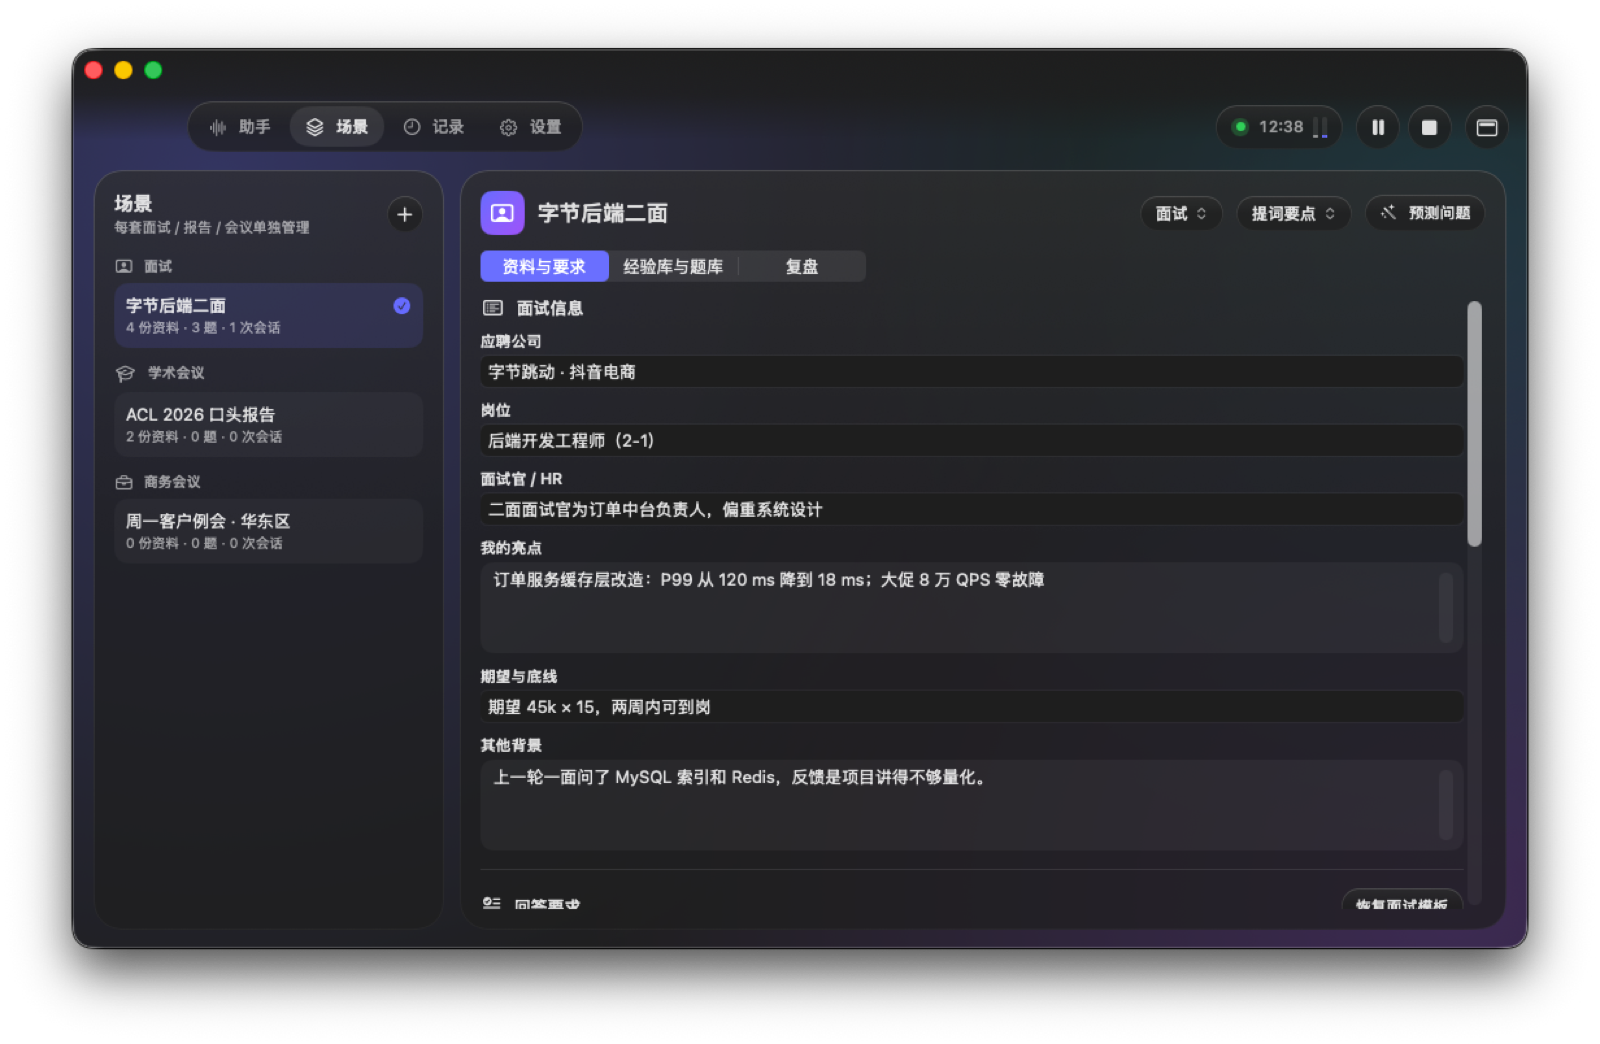 助手
场景
记录
设置
12:38
场景
每套面试 / 报告 / 会议单独管理
面试
字节后端二面
4 份资料 · 3 题 · 1 次会话
学术会议
ACL 2026 口头报告
2 份资料 · 0 题 · 0 次会话
商务会议
周一客户例会 · 华东区
0 份资料 · 0 题 · 0 次会话
字节后端二面
面试
提词要点
预测问题
资料与要求
经验库与题库
复盘
面试信息
应聘公司
字节跳动 · 抖音电商
岗位
后端开发工程师（2-1）
面试官 / HR
二面面试官为订单中台负责人，偏重系统设计
我的亮点
订单服务缓存层改造：P99 从 120 ms 降到 18 ms；大促 8 万 QPS 零故障
期望与底线
期望 45k × 15，两周内可到岗
其他背景
上一轮一面问了 MySQL 索引和 Redis，反馈是项目讲得不够量化。
回答要求
恢复面试模板